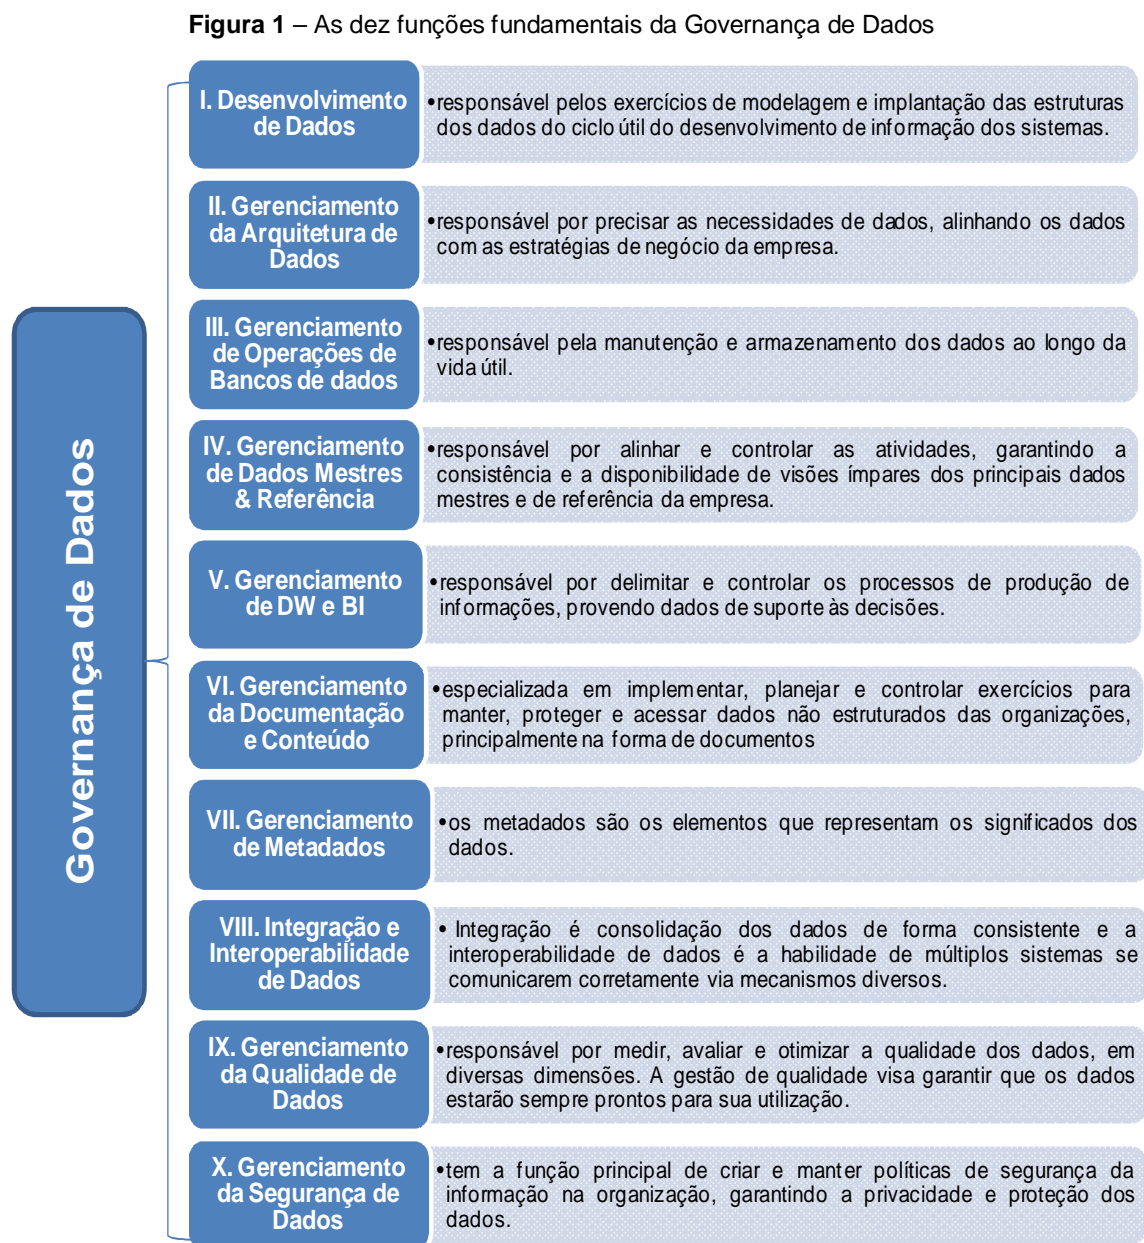 Figura 1 – As dez funções fundamentais da Governança de Dados
Governança de Dados
I. Desenvolvimento
de Dados
•responsável pelos exercícios de modelagem e implantação das estruturas
dos dados do ciclo útil do desenvolvimento de informação dos sistemas.
II. Gerenciamento
da Arquitetura de
Dados
•responsável por precisar as necessidades de dados, alinhando os dados
com as estratégias de negócio da empresa.
III. Gerenciamento
de Operações de
Bancos de dados
•responsável pela manutenção e armazenamento dos dados ao longo da
vida útil.
IV. Gerenciamento
de Dados Mestres
& Referência
•responsável por alinhar e controlar as atividades, garantindo a
consistência e a disponibilidade de visões ímpares dos principais dados
mestres e de referência da empresa.
V. Gerenciamento
de DW e BI
•responsável por delimitar e controlar os processos de produção de
informações, provendo dados de suporte às decisões.
VI. Gerenciamento
da Documentação
e Conteúdo
•especializada em implementar, planejar e controlar exercícios para
manter, proteger e acessar dados não estruturados das organizações,
principalmente na forma de documentos
VII. Gerenciamento
de Metadados
•os metadados são os elementos que representam os significados dos
dados.
VIII. Integração e
Interoperabilidade
de Dados
• Integração é consolidação dos dados de forma consistente e a
interoperabilidade de dados é a habilidade de múltiplos sistemas se
comunicarem corretamente via mecanismos diversos.
IX. Gerenciamento
da Qualidade de
Dados
•responsável por medir, avaliar e otimizar a qualidade dos dados, em
diversas dimensões. A gestão de qualidade visa garantir que os dados
estarão sempre prontos para sua utilização.
X. Gerenciamento
da Segurança de
Dados
•tem a função principal de criar e manter políticas de segurança da
informação na organização, garantindo a privacidade e proteção dos
dados.